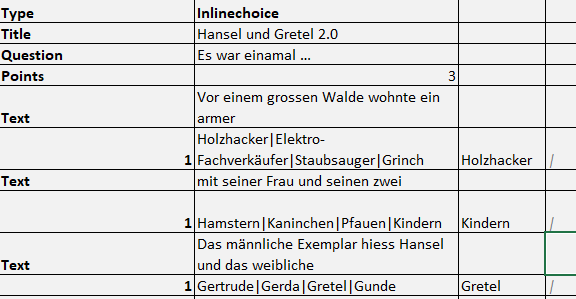 Type Inlinechoice
Title Hansel und Gretel 2.0
Question Es war einamal ...
Points 3
Vor einem grossen Walde wohnte ein
Text armer
Holzhacker|Elektro-
1 Fachverkäufer|Staubsauger|Grinch Holzhacker /
Text mit seiner Frau und seinen zwei
1 Hamstern|Kaninchen|Pfauen|Kindern Kindern /
Das männliche Exemplar hiess Hansel
Text und das weibliche
1 Gertrude|Gerda|Gretel|Gunde Gretel /